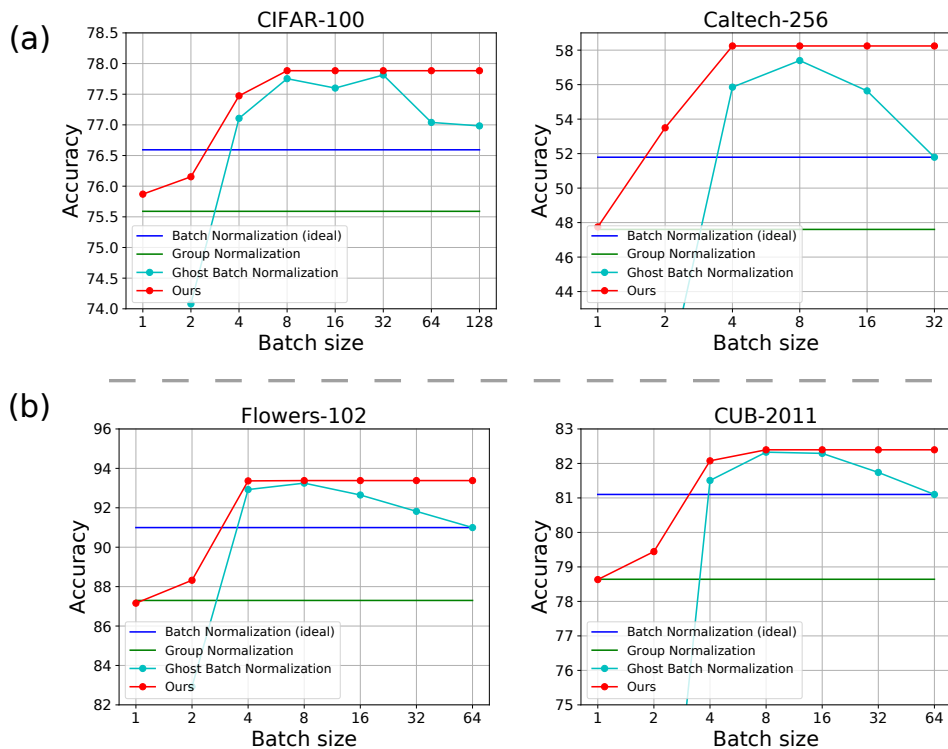 (a)
CIFAR-100
Accuracy
78.5
78.0
77.5
77.0
76.5
76.0
75.5
75.0
74.5
74.0
Batch Normalization (ideal)
Group Normalization
Ghost Batch Normalization
Ours
1 2 4 8 16 32 64 128
Batch size
Caltech-256
Accuracy
58
56
54
52
50
48
46
44
Batch Normalization (ideal)
Group Normalization
Ghost Batch Normalization
Ours
1 2 4 8 16 32
Batch size
(b)
Flowers-102
Accuracy
96
94
92
90
88
86
84
82
Batch Normalization (ideal)
Group Normalization
Ghost Batch Normalization
Ours
1 2 4 8 16 32 64
Batch size
CUB-2011
Accuracy
83
82
81
80
79
78
77
76
75
Batch Normalization (ideal)
Group Normalization
Ghost Batch Normalization
Ours
1 2 4 8 16 32 64
Batch size